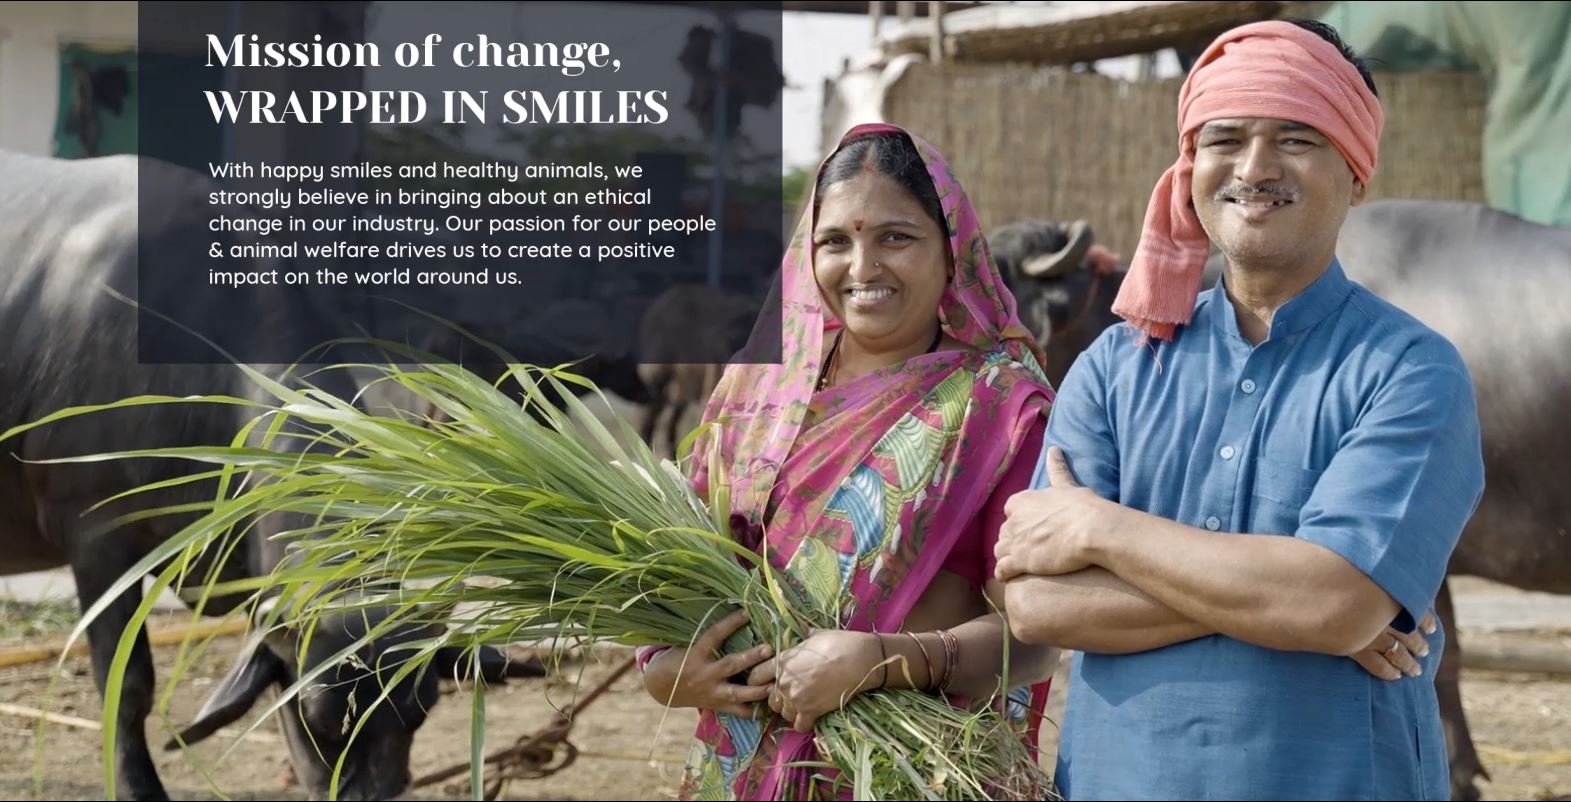 Mission of change,
WRAPPED IN SMILES
With happy smiles and healthy animals, we
strongly believe in bringing about an ethical
change in our industry. Our passion for our people
& animal welfare drives us to create a positive
impact on the world around us.